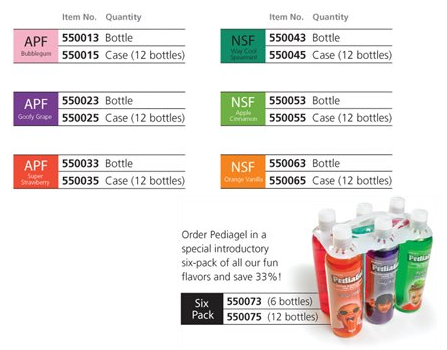 Item No. Quantity
APF
Bubblegum
550013 Bottle
550015 Case (12 bottles)
Item No. Quantity
NSF
Way Cool
Spearmint
550043 Bottle
550045 Case (12 bottles)
APF
Goofy Grape
550023 Bottle
550025 Case (12 bottles)
NSF
Apple
Cinnamon
550053 Bottle
550055 Case (12 bottles)
APF
Super
Strawberry
550033 Bottle
550035 Case (12 bottles)
NSF
Orange Vanilla
550063 Bottle
550065 Case (12 bottles)
Order Pediagel in a
special introductory
six-pack of all our fun
flavors and save 33%!
Six
Pack
550073 (6 bottles)
550075 (12 bottles)